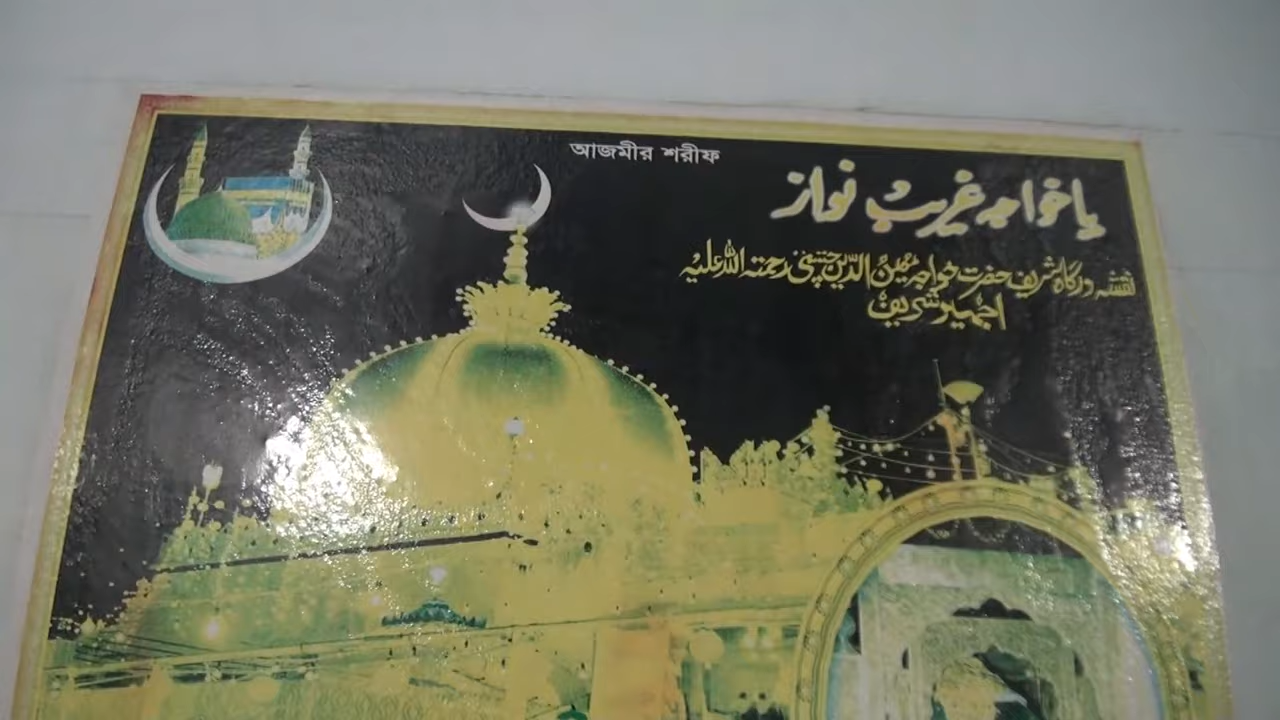 আজমীর শরীফ
یا خواجہ غریب نواز
نقشہ درگاہ شریف حضرت خواجہ معین الدین چشتی رحمتہ اللہ علیہ
اجمیر شریف